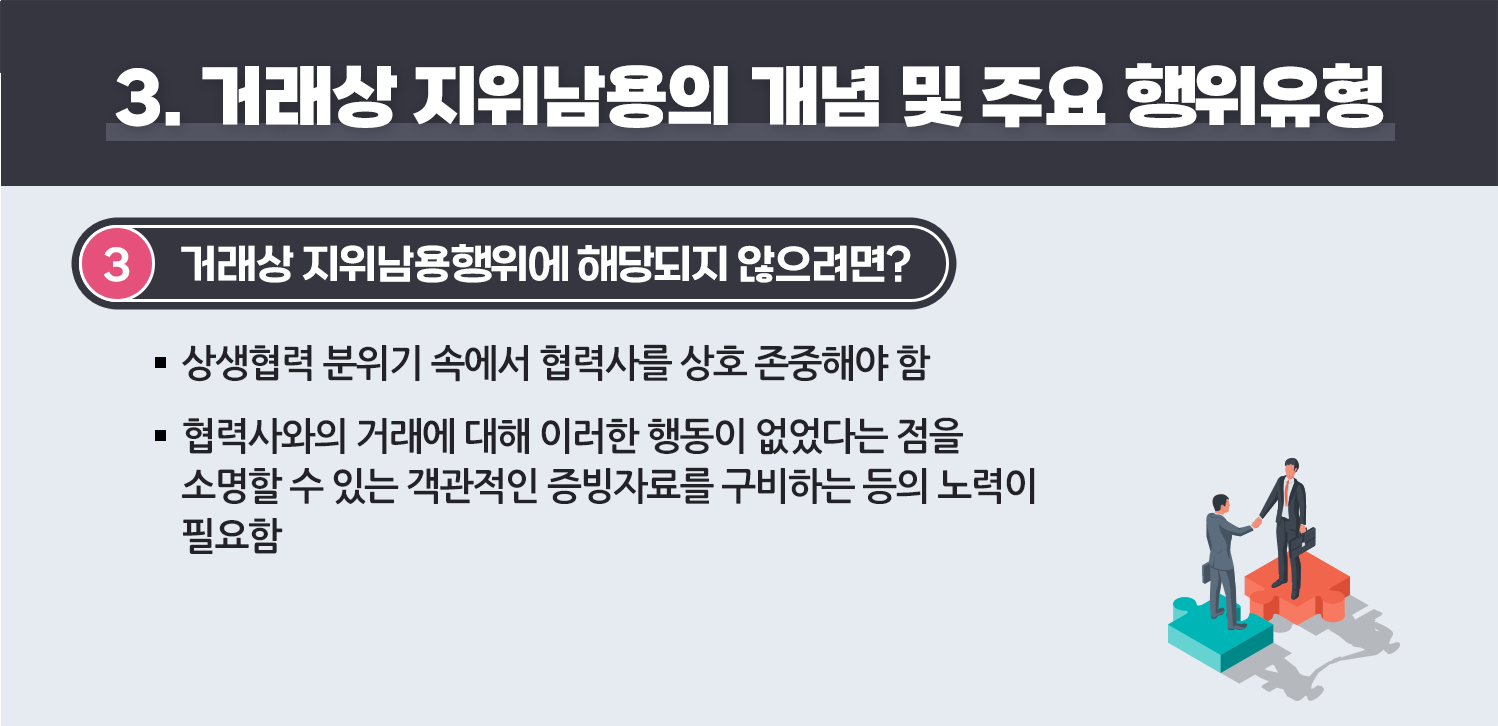 3. 거래상 지위남용의 개념 및 주요 행위유형
3 거래상 지위남용행위에 해당되지 않으려면?
▪ 상생협력 분위기 속에서 협력사를 상호 존중해야 함
▪ 협력사와의 거래에 대해 이러한 행동이 없었다는 점을
소명할 수 있는 객관적인 증빙자료를 구비하는 등의 노력이
필요함